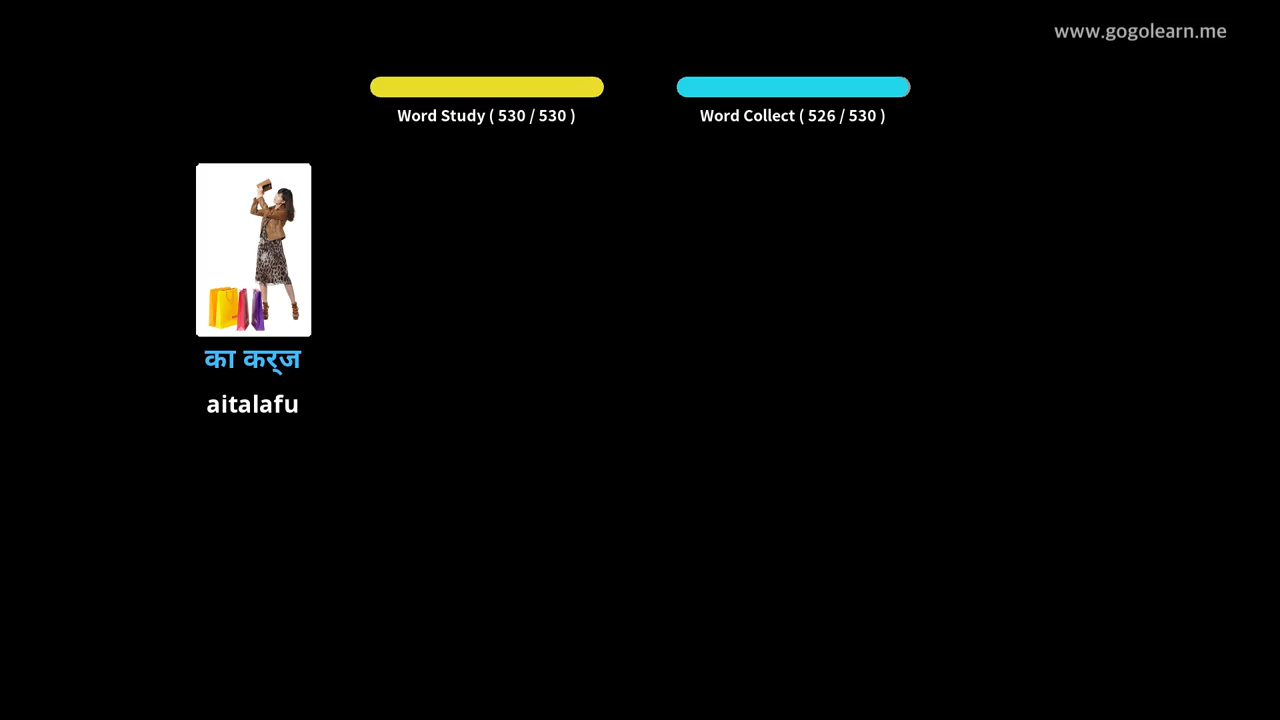 www.gogolearn.me
Word Study ( 530 / 530 )
Word Collect ( 526 / 530 )
का कर्ज
aitalafu